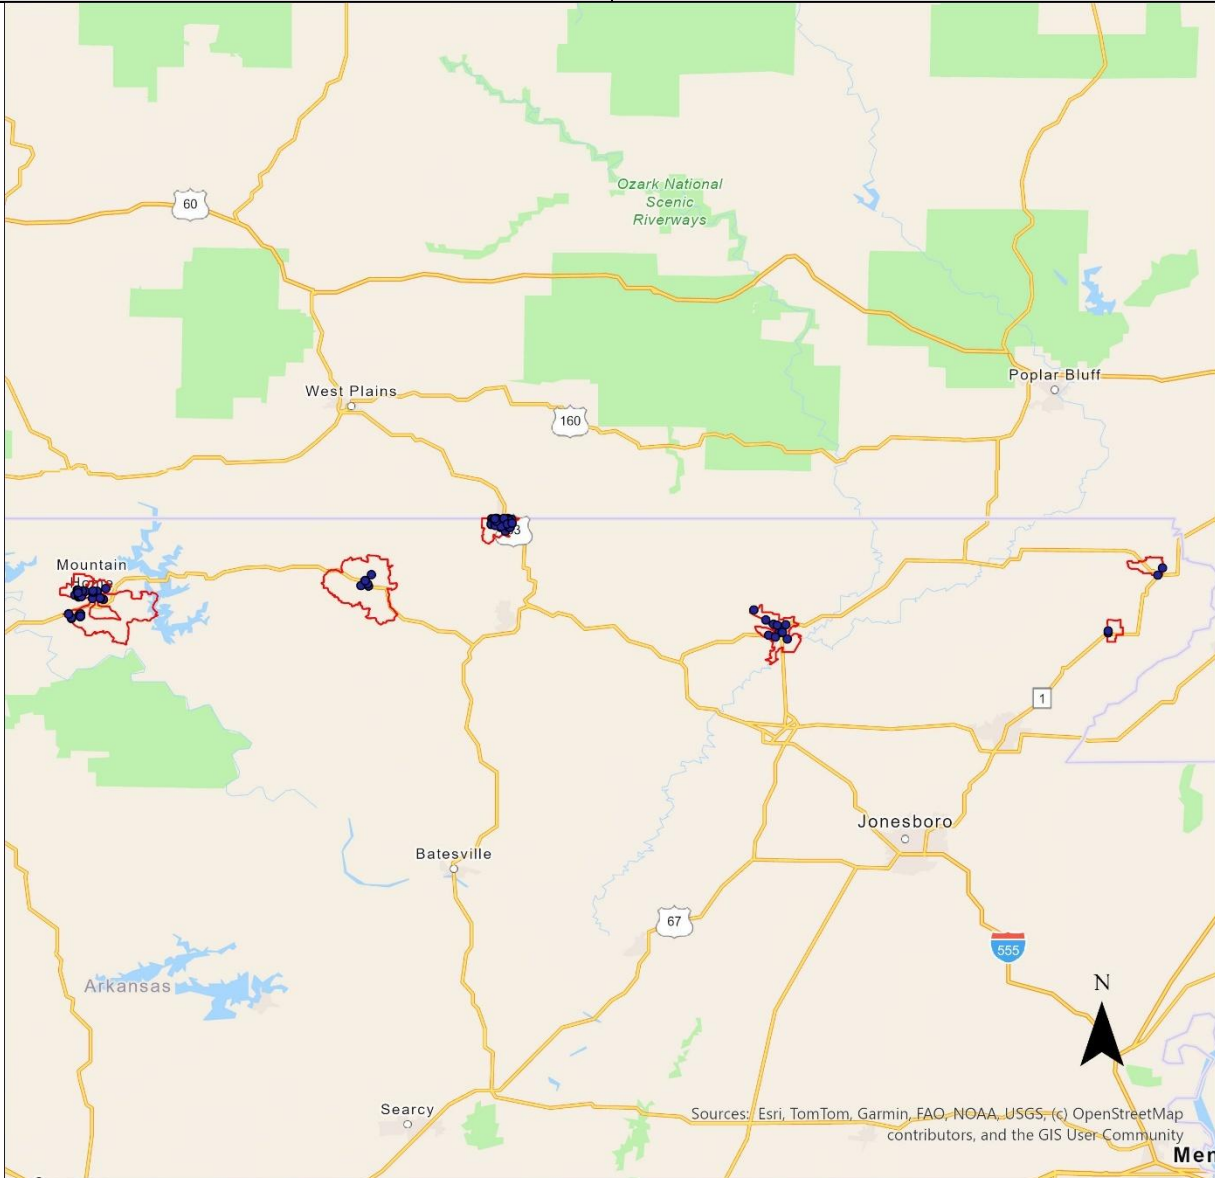 Ozark National
Scenic
Riverways
60
West Plains
Poplar Bluff
160
Mountain
1
Jonesboro
Batesville
67
555
Arkansas
N
Searcy
Sources: Esri, TomTom, Garmin, FAO, NOAA, USGS, (c) OpenStreetMap
contributors, and the GIS User Community